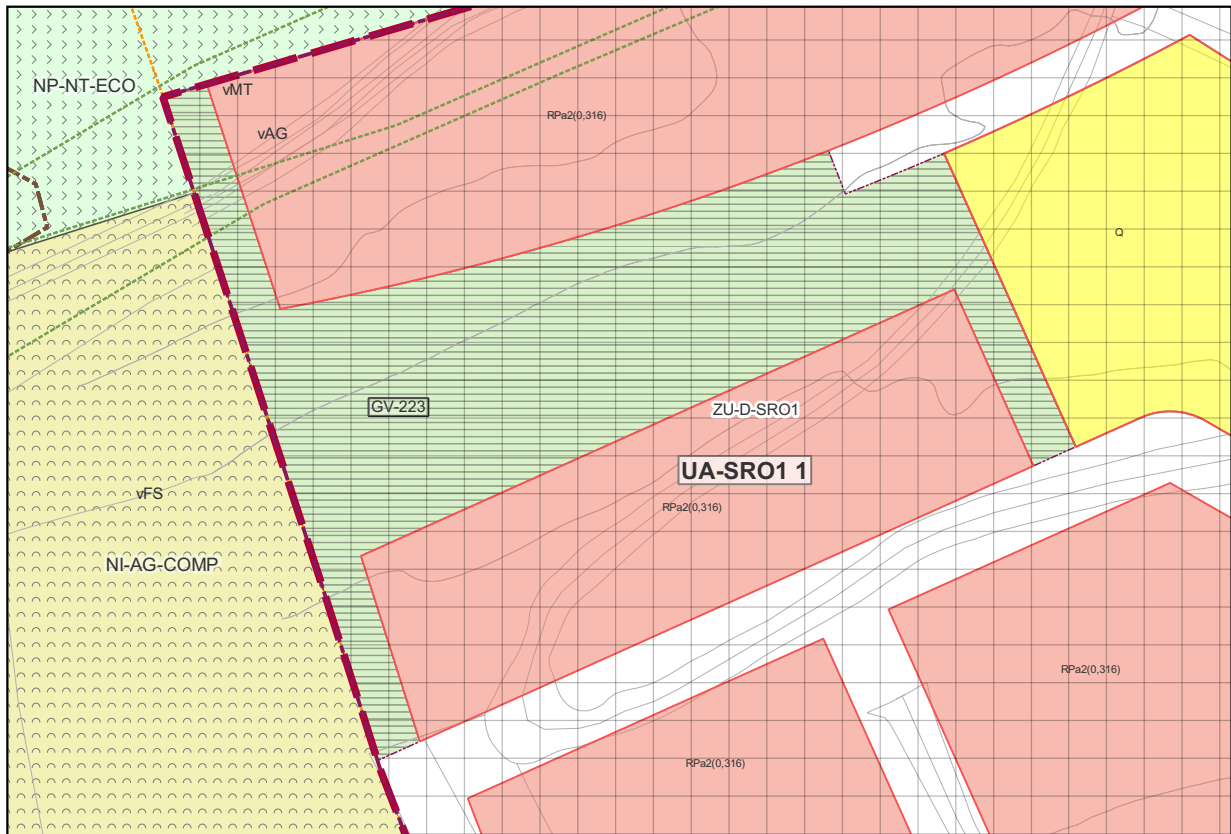 NP-NT-ECO
vMT
vAG
RPa2(0,316)
Q
GV-223
ZU-D-SRO1
UA-SRO1 1
vFS
RPa2(0,316)
NI-AG-COMP
RPa2(0,316)
RPa2(0,316)